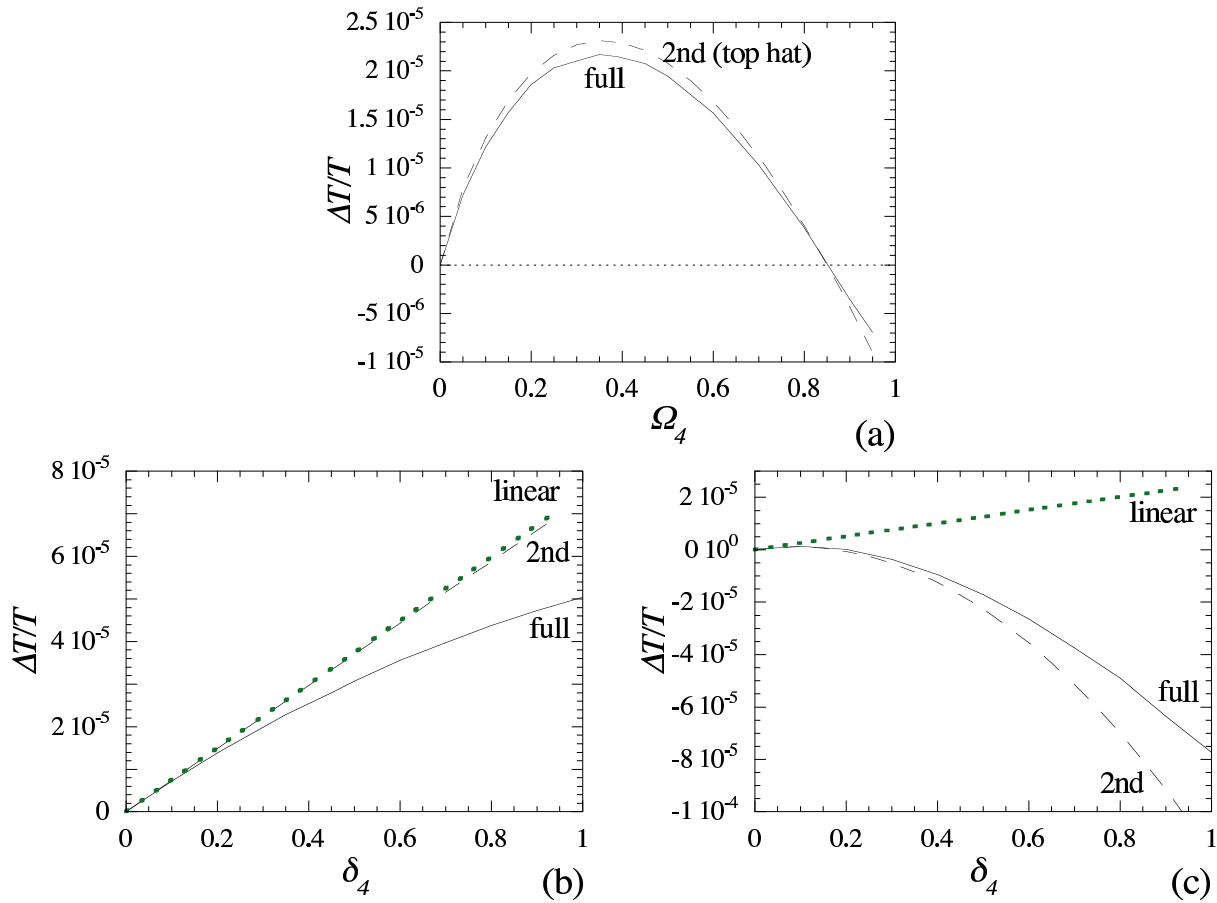 2.5 10-5
2 10-5
1.5 10-5
1 10-5
5 10-6
0
-5 10-6
-1 10-5
ΔT/T
2nd (top hat)
full
0 0.2 0.4 0.6 0.8 1
Ω4
(a)
8 10-5
6 10-5
4 10-5
2 10-5
0
ΔT/T
linear
2nd
full
0 0.2 0.4 0.6 0.8 1
δ4
(b)
2 10-5
0 100
-2 10-5
-4 10-5
-6 10-5
-8 10-5
-1 10-4
ΔT/T
linear
full
2nd
0 0.2 0.4 0.6 0.8 1
δ4
(c)